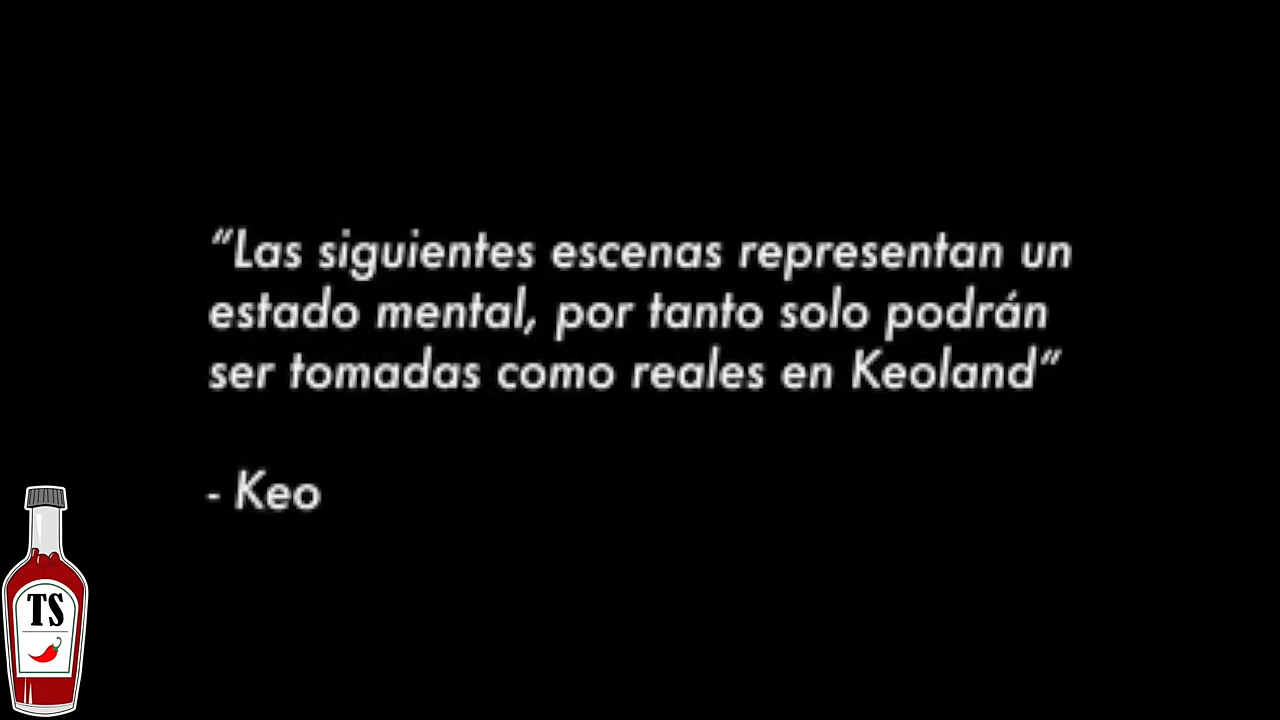 “Las siguientes escenas representan un
estado mental, por tanto solo podrán
ser tomadas como reales en Keoland”
- Keo
TS